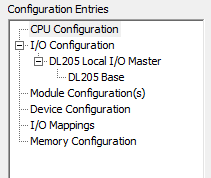 Configuration Entries
CPU Configuration
I/O Configuration
DL205 Local I/O Master
DL205 Base
Module Configuration(s)
Device Configuration
I/O Mappings
Memory Configuration